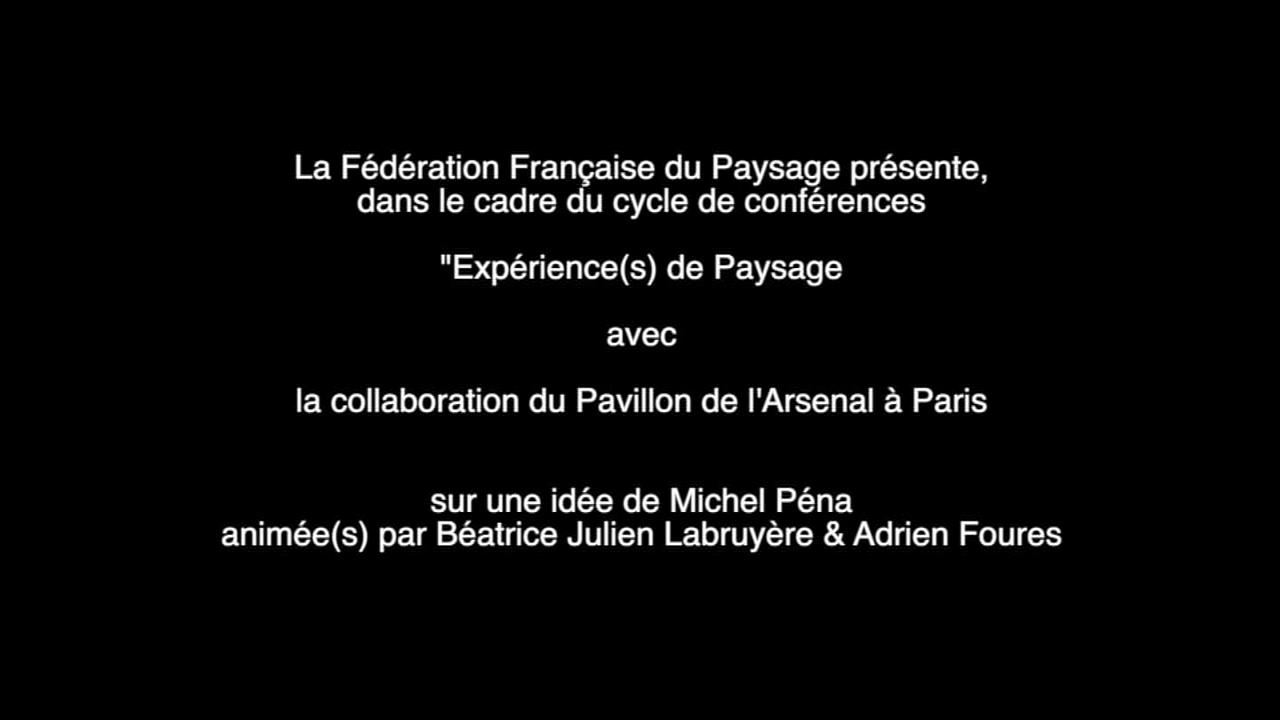 La Fédération Française du Paysage présente,
dans le cadre du cycle de conférences
"Expérience(s) de Paysage
avec
la collaboration du Pavillon de l'Arsenal à Paris
sur une idée de Michel Péna
animée(s) par Béatrice Julien Labruyère & Adrien Foures